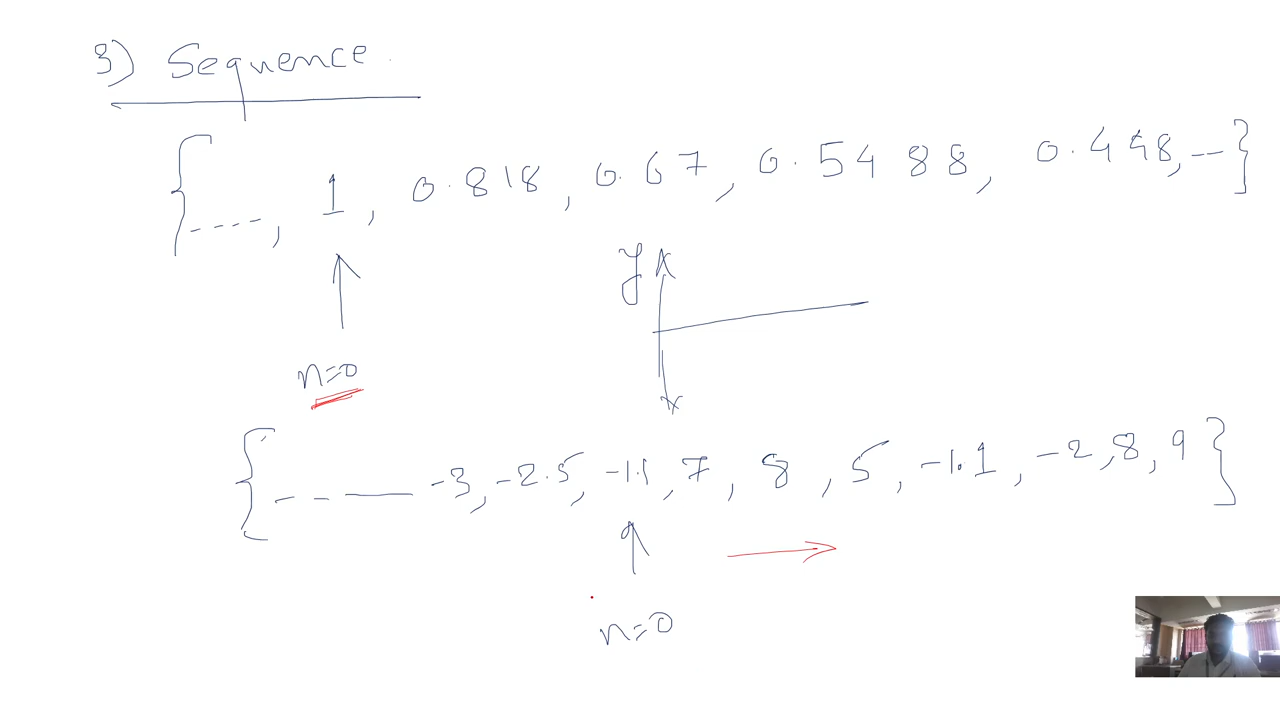 3) Sequence
{ ----, 1, 0.818, 0.67, 0.5488, 0.448, -- }
y
n=0
{ - - — -3, -2.5, -1.1, 7, 8, 5, -1.1, -2, 8, 9 }
n=0